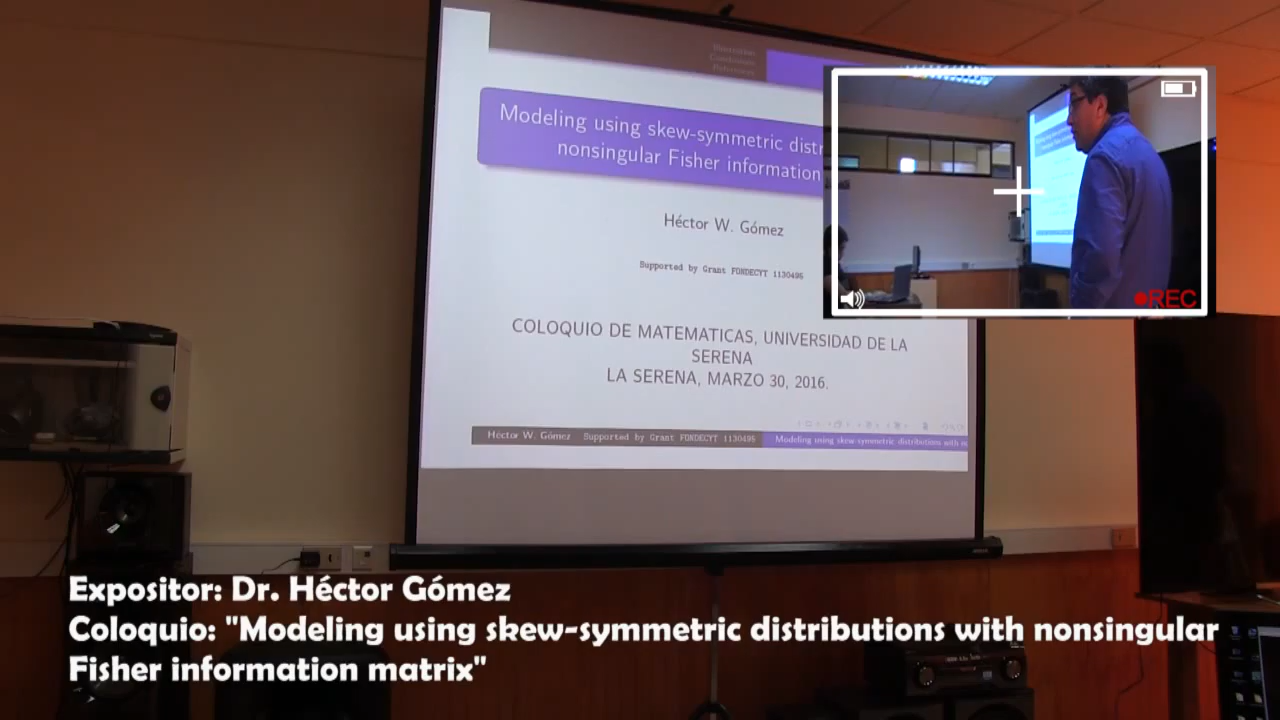 Modeling using skew-symmetric distr
nonsingular Fisher information
Héctor W. Gómez
Supported by Grant FONDECYT 1130495
COLOQUIO DE MATEMATICAS, UNIVERSIDAD DE LA
SERENA
LA SERENA, MARZO 30, 2016.
Héctor W. Gómez Supported by Grant FONDECYT 1130495 Modeling using skew-symmetric distributions with
REC
Expositor: Dr. Héctor Gómez
Coloquio: "Modeling using skew-symmetric distributions with nonsingular
Fisher information matrix"